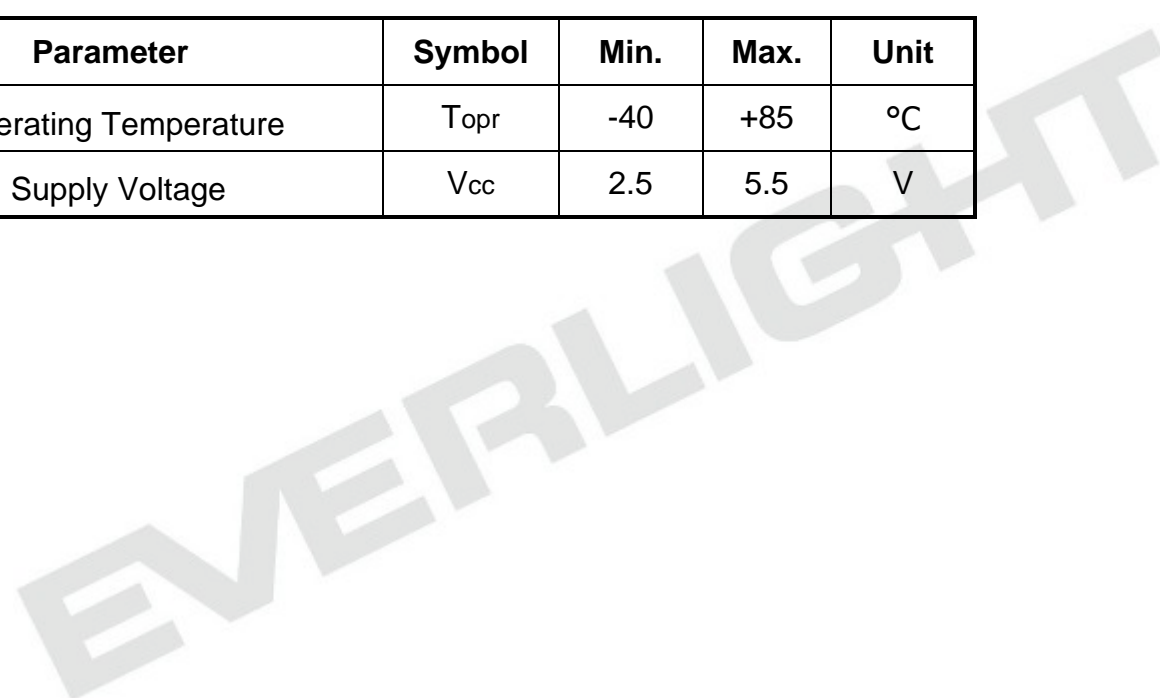 Parameter Symbol Min. Max. Unit
erating Temperature Topr -40 +85 °C
Supply Voltage Vcc 2.5 5.5 V
EVERLIGHT